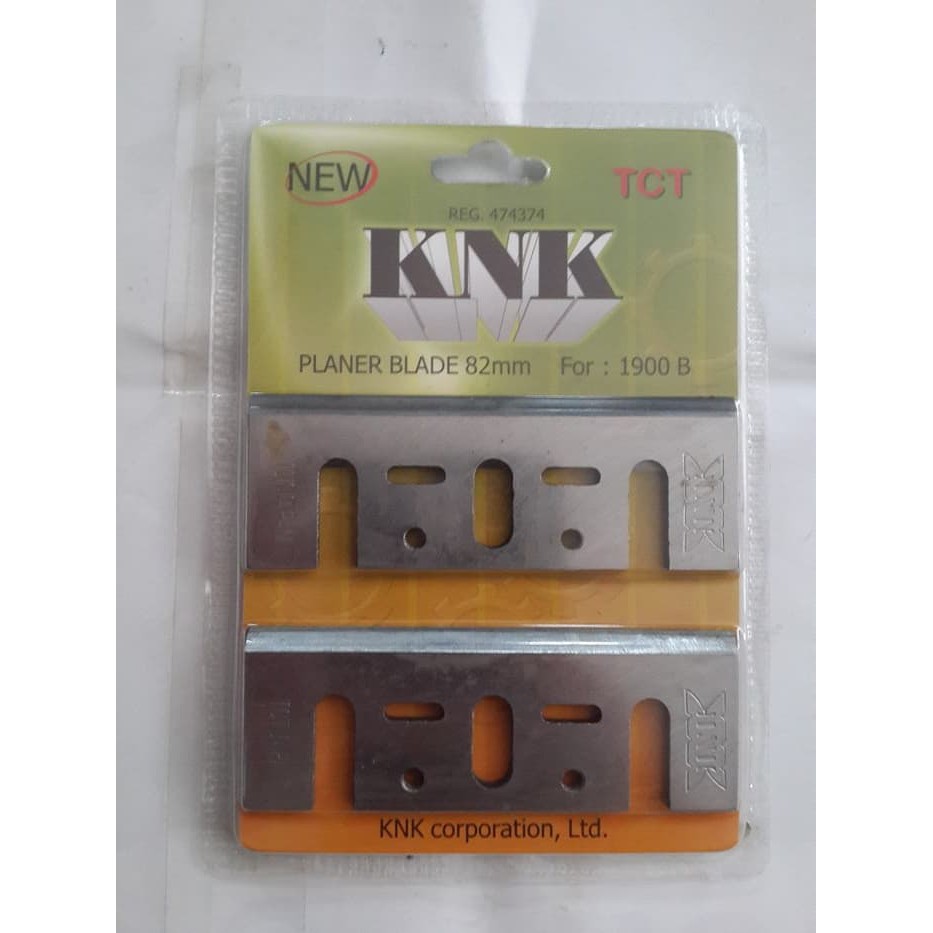 NEW
TCT
REG. 474374
KNK
PLANER BLADE 82mm For : 1900 B
KNK
KNK
KNK corporation, Ltd.